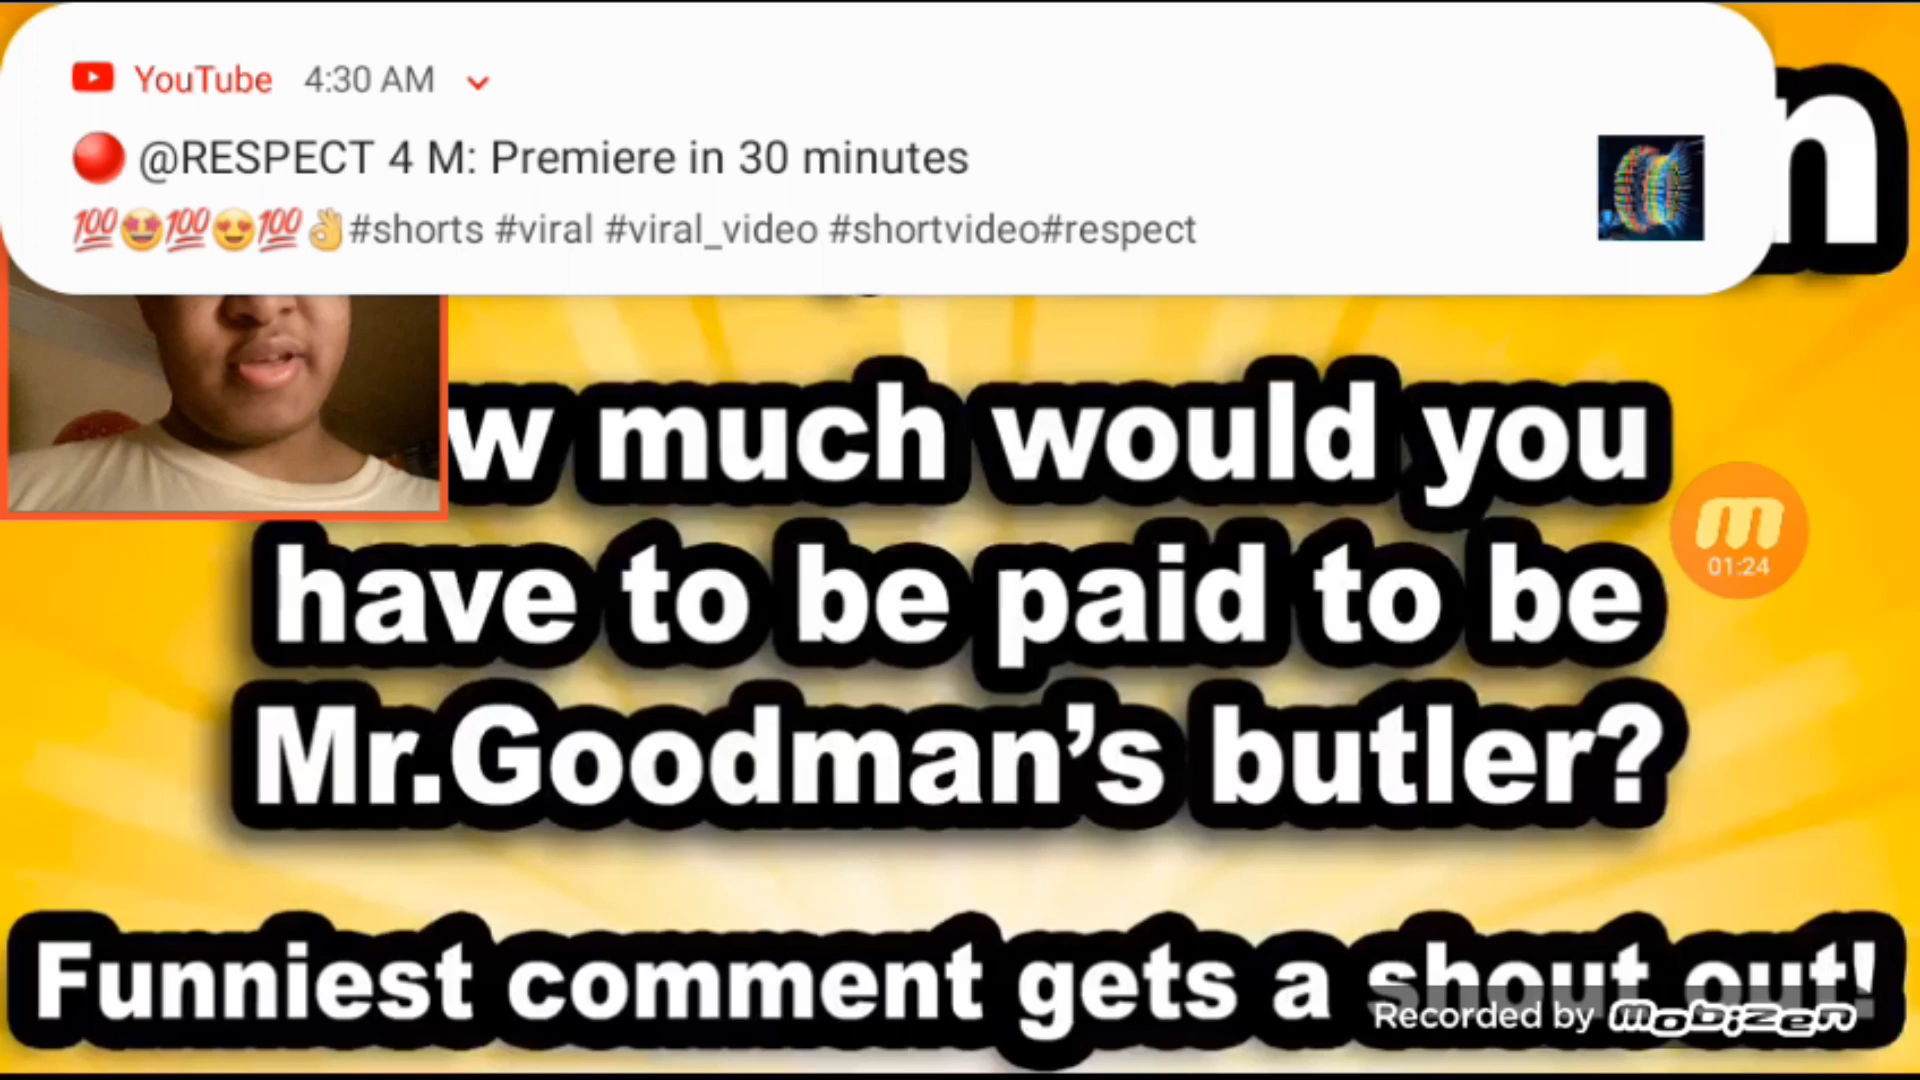 YouTube 4:30 AM
@RESPECT 4 M: Premiere in 30 minutes
💯🤩💯😍💯👌#shorts #viral #viral_video #shortvideo#respect
n
w much would you
have to be paid to be
Mr.Goodman’s butler?
m
01:24
Funniest comment gets a shout out!
Recorded by mobizen